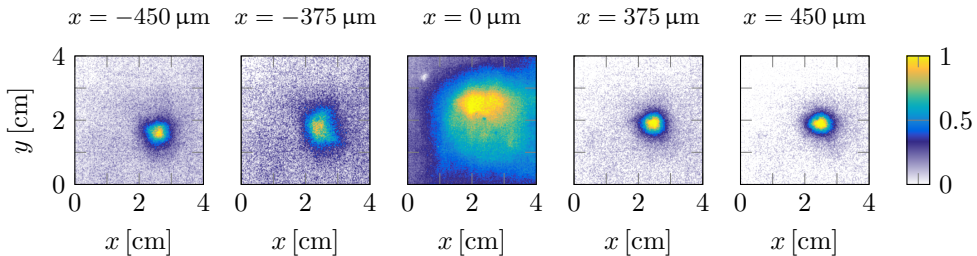 x = −450 µm x = −375 µm x = 0 µm x = 375 µm x = 450 µm
4 1
y [cm] 2 0.5
0 0
0 2 4 0 2 4 0 2 4 0 2 4 0 2 4
x [cm] x [cm] x [cm] x [cm] x [cm]